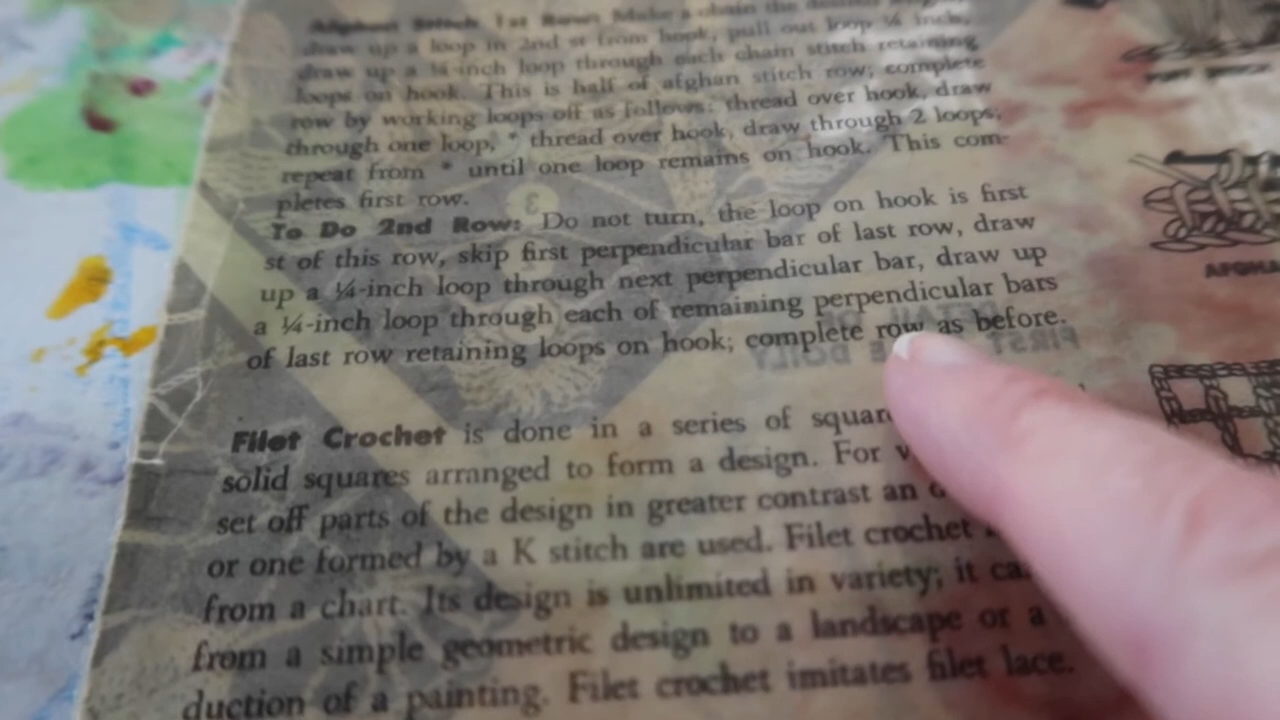 Afghan Stitch. 1st Row: Make a chain the
draw up a loop in 2nd st from hook, pull out loop ¼ inch,
draw up a ¼-inch loop through each chain stitch retaining
loops on hook. This is half of afghan stitch row; complete
row by working loops off as follows: thread over hook, draw
through one loop, * thread over hook, draw through 2 loops,
repeat from * until one loop remains on hook. This com-
pletes first row.
To Do 2nd Row: Do not turn, the loop on hook is first
st of this row, skip first perpendicular bar of last row, draw
up a ¼-inch loop through next perpendicular bar, draw up
a ¼-inch loop through each of remaining perpendicular bars
of last row retaining loops on hook; complete row as before.
Filet Crochet is done in a series of
solid squares arranged to form a design. For
set off parts of the design in greater contrast an
or one formed by a K stitch are used. Filet crochet
from a chart. Its design is unlimited in variety; it
from a simple geometric design to a landscape or a
duction of a painting. Filet crochet imitates filet lace.